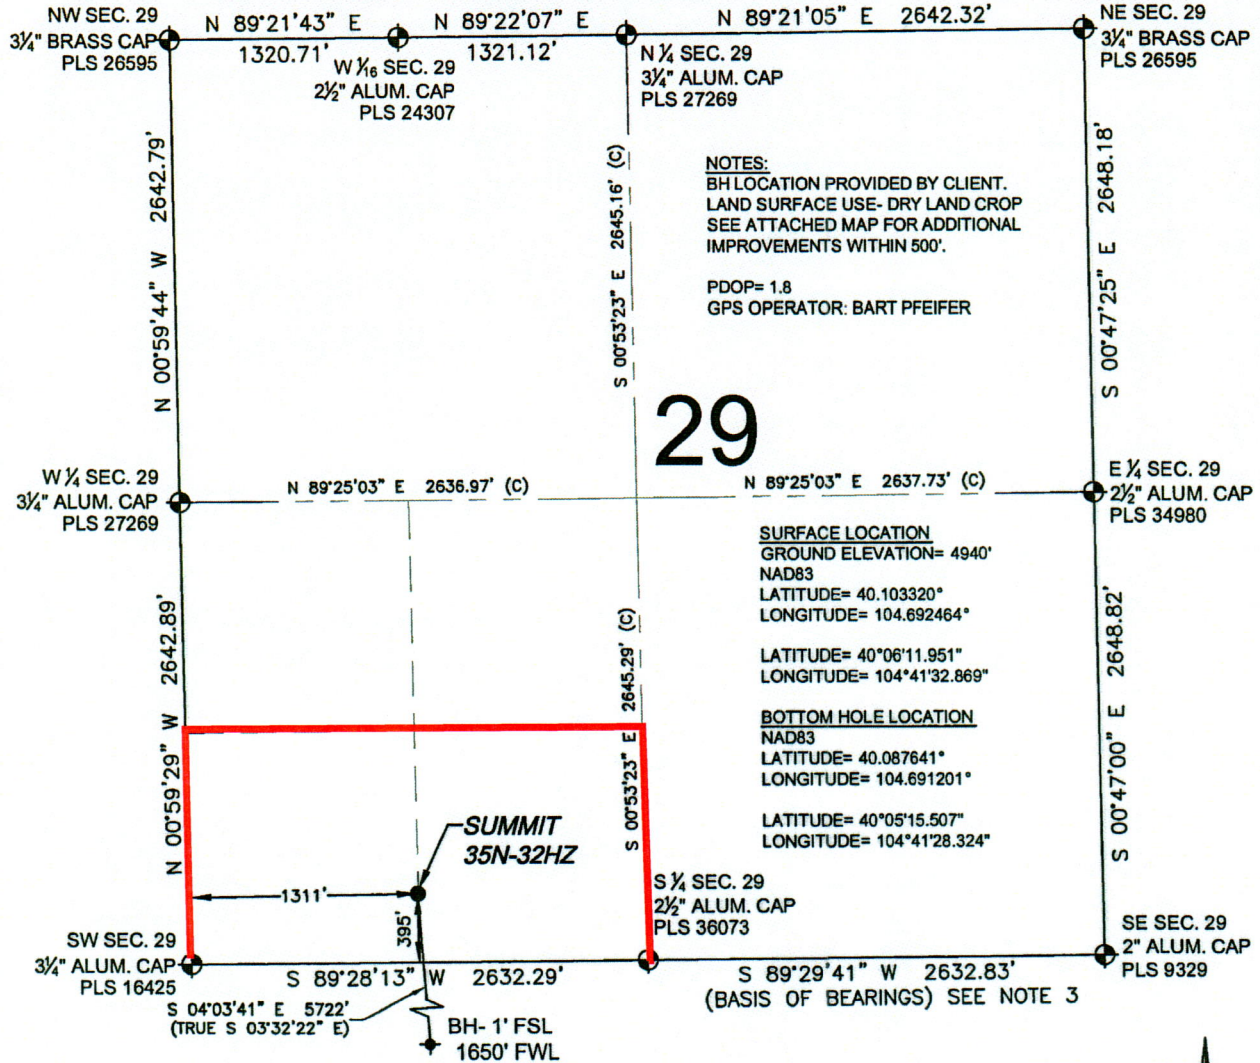 NW SEC. 29
3¼" BRASS CAP
PLS 26595
N 89°21'43" E
1320.71'
W 1⁄16 SEC. 29
2½" ALUM. CAP
PLS 24307
N 89°22'07" E
1321.12'
N ¼ SEC. 29
3¼" ALUM. CAP
PLS 27269
N 89°21'05" E 2642.32'
NE SEC. 29
3¼" BRASS CAP
PLS 26595
N 00°59'44" W 2642.79'
S 00°53'23" E 2645.16' (C)
NOTES:
BH LOCATION PROVIDED BY CLIENT.
LAND SURFACE USE- DRY LAND CROP
SEE ATTACHED MAP FOR ADDITIONAL
IMPROVEMENTS WITHIN 500'.
PDOP= 1.8
GPS OPERATOR: BART PFEIFER
S 00°47'25" E 2648.18'
29
W ¼ SEC. 29
3¼" ALUM. CAP
PLS 27269
N 89°25'03" E 2636.97' (C)
N 89°25'03" E 2637.73' (C)
E ¼ SEC. 29
2½" ALUM. CAP
PLS 34980
SURFACE LOCATION
GROUND ELEVATION= 4940'
NAD83
LATITUDE= 40.103320°
LONGITUDE= 104.692464°
LATITUDE= 40°06'11.951"
LONGITUDE= 104°41'32.869"
BOTTOM HOLE LOCATION
NAD83
LATITUDE= 40.087641°
LONGITUDE= 104.691201°
LATITUDE= 40°05'15.507"
LONGITUDE= 104°41'28.324"
N 00°59'29" W 2642.89'
S 00°53'23" E 2645.29' (C)
S 00°47'00" E 2648.82'
SUMMIT
35N-32HZ
1311'
395'
SW SEC. 29
3¼" ALUM. CAP
PLS 16425
S ¼ SEC. 29
2½" ALUM. CAP
PLS 36073
SE SEC. 29
2" ALUM. CAP
PLS 9329
S 89°28'13" W 2632.29'
S 89°29'41" W 2632.83'
(BASIS OF BEARINGS) SEE NOTE 3
S 04°03'41" E 5722'
(TRUE S 03°32'22" E)
BH- 1' FSL
1650' FWL